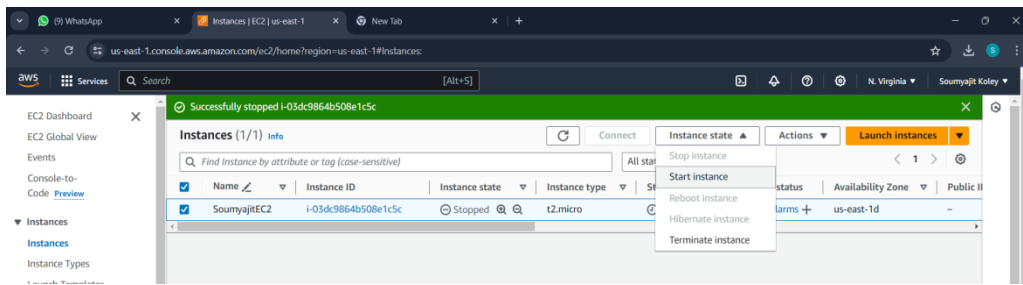 (9) WhatsApp
Instances | EC2 | us-east-1
New Tab
us-east-1.console.aws.amazon.com/ec2/home?region=us-east-1#Instances:
aws Services Search [Alt+S] N. Virginia Soumyajit Koley
S
EC2 Dashboard
EC2 Global View
Events
Console-to-
Code Preview
Instances
Instances
Instance Types
Launch Templates
Successfully stopped i-03dc9864b508e1c5c
Instances (1/1) Info
Connect Instance state Actions Launch instances
Find Instance by attribute or tag (case-sensitive)
All sta
1
Stop instance
Start instance
Reboot instance
Hibernate instance
Terminate instance
Name Instance ID Instance state Instance type St status Availability Zone Public I
SoumyajitEC2 i-03dc9864b508e1c5c Stopped t2.micro larms + us-east-1d –